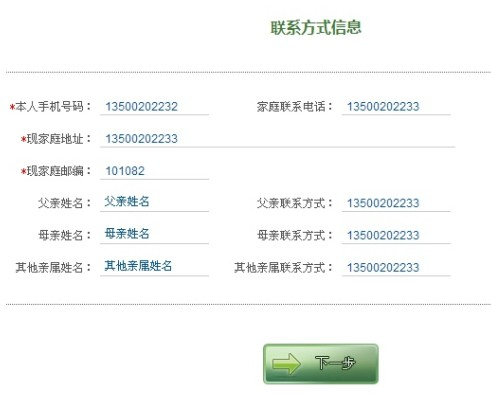 联系方式信息
*本人手机号码： 13500202232 家庭联系电话： 13500202233
*现家庭地址： 13500202233
*现家庭邮编： 101082
父亲姓名： 父亲姓名 父亲联系方式： 13500202233
母亲姓名： 母亲姓名 母亲联系方式： 13500202233
其他亲属姓名： 其他亲属姓名 其他亲属联系方式： 13500202233
下一步